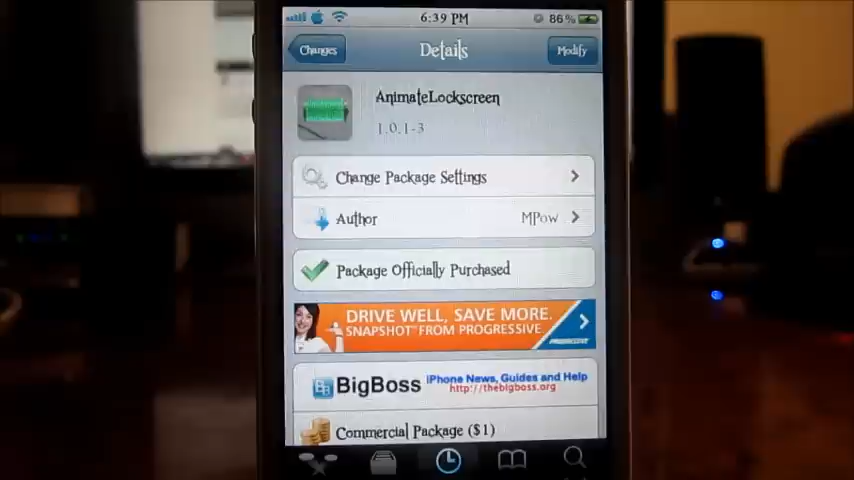 6:39 PM
86%
Changes
Details
Modify
AnimateLockscreen
1.0.1-3
Change Package Settings
Author
MPow
Package Officially Purchased
DRIVE WELL, SAVE MORE.
SNAPSHOT FROM PROGRESSIVE
PROGRESSIVE
BB
BigBoss
iPhone News, Guides and Help
http://thebigboss.org
Commercial Package ($1)